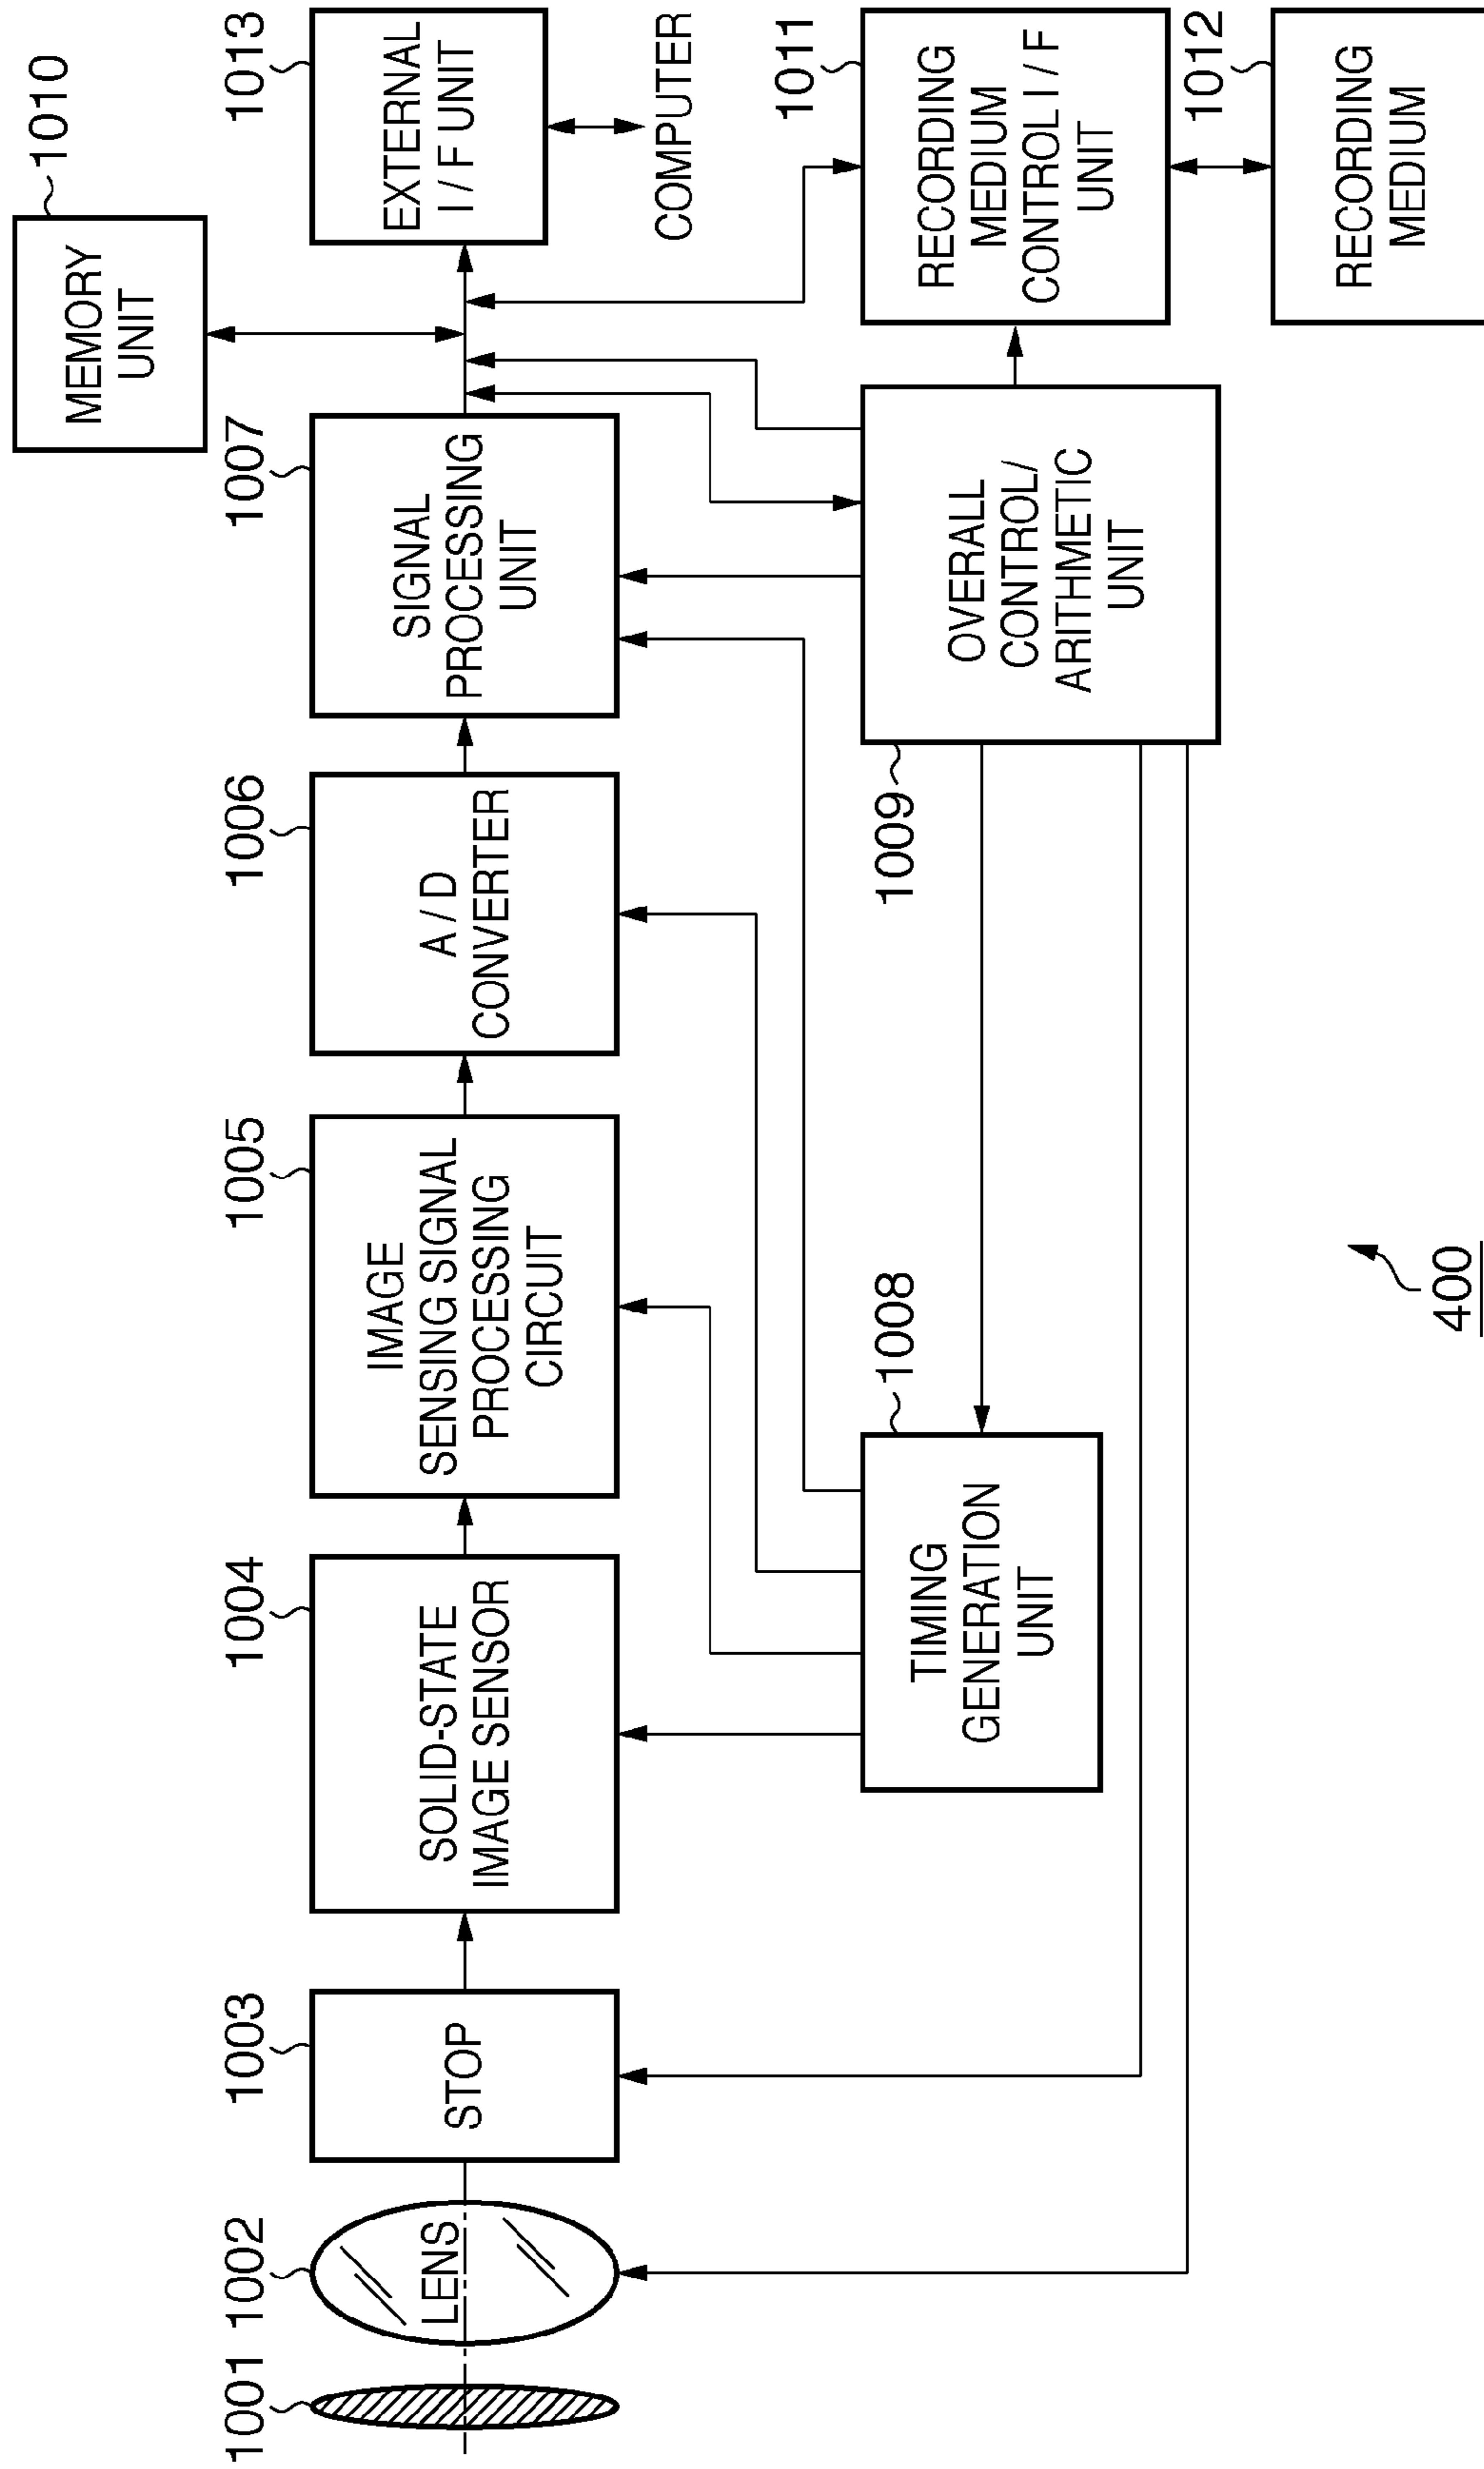 1001
1002
LENS
1003
STOP
1004
SOLID-STATE
IMAGE SENSOR
1005
IMAGE
SENSING SIGNAL
PROCESSING
CIRCUIT
1006
A / D
CONVERTER
1007
SIGNAL
PROCESSING
UNIT
1010
MEMORY
UNIT
1013
EXTERNAL
I / F UNIT
COMPUTER
1008
TIMING
GENERATION
UNIT
1009
OVERALL
CONTROL/
ARITHMETIC
UNIT
1011
RECORDING
MEDIUM
CONTROL I / F
UNIT
1012
RECORDING
MEDIUM
400